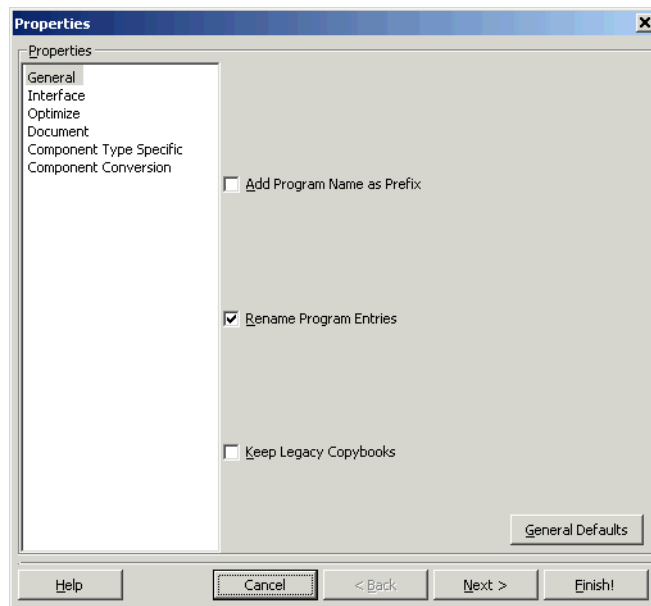 Properties
Properties
General
Interface
Optimize
Document
Component Type Specific
Component Conversion
Add Program Name as Prefix
Rename Program Entries
Keep Legacy Copybooks
General Defaults
Help
Cancel
< Back
Next >
Finish!